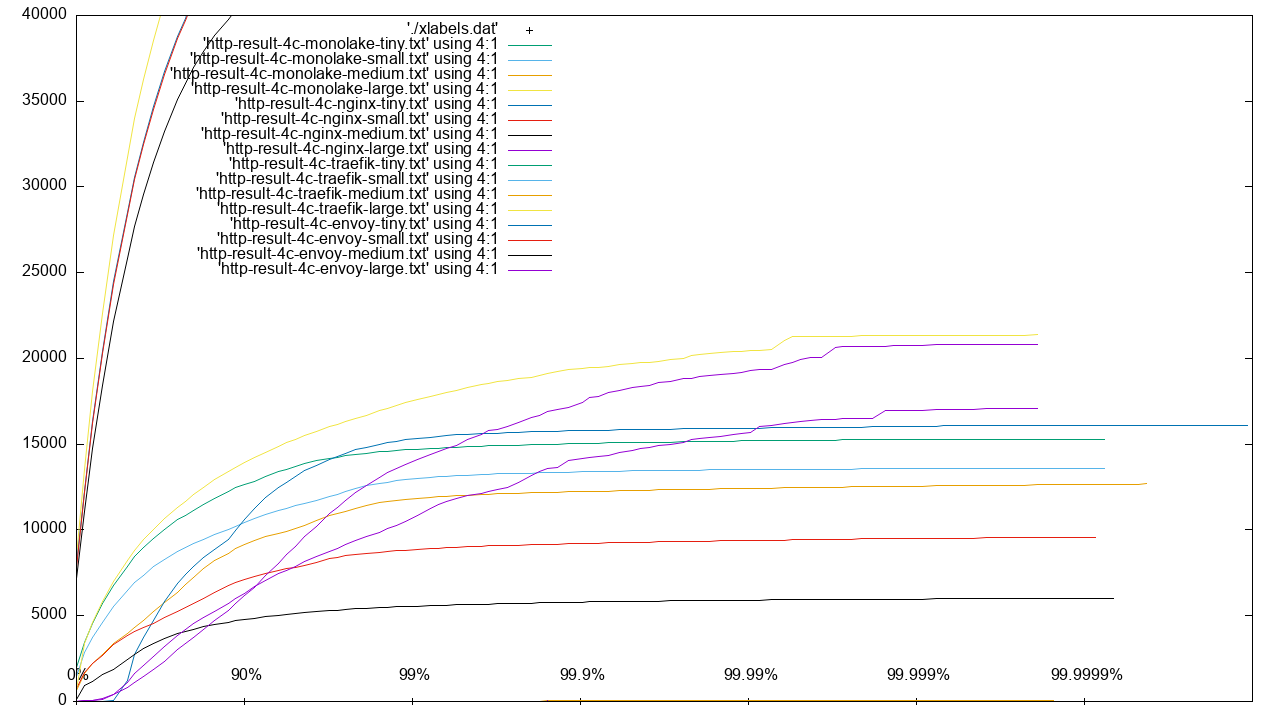 40000
35000
30000
25000
20000
15000
10000
5000
0
'./xlabels.dat'
'http-result-4c-monolake-tiny.txt' using 4:1
'http-result-4c-monolake-small.txt' using 4:1
'http-result-4c-monolake-medium.txt' using 4:1
'http-result-4c-monolake-large.txt' using 4:1
'http-result-4c-nginx-tiny.txt' using 4:1
'http-result-4c-nginx-small.txt' using 4:1
'http-result-4c-nginx-medium.txt' using 4:1
'http-result-4c-nginx-large.txt' using 4:1
'http-result-4c-traefik-tiny.txt' using 4:1
'http-result-4c-traefik-small.txt' using 4:1
'http-result-4c-traefik-medium.txt' using 4:1
'http-result-4c-traefik-large.txt' using 4:1
'http-result-4c-envoy-tiny.txt' using 4:1
'http-result-4c-envoy-small.txt' using 4:1
'http-result-4c-envoy-medium.txt' using 4:1
'http-result-4c-envoy-large.txt' using 4:1
0% 90% 99% 99.9% 99.99% 99.999% 99.9999%